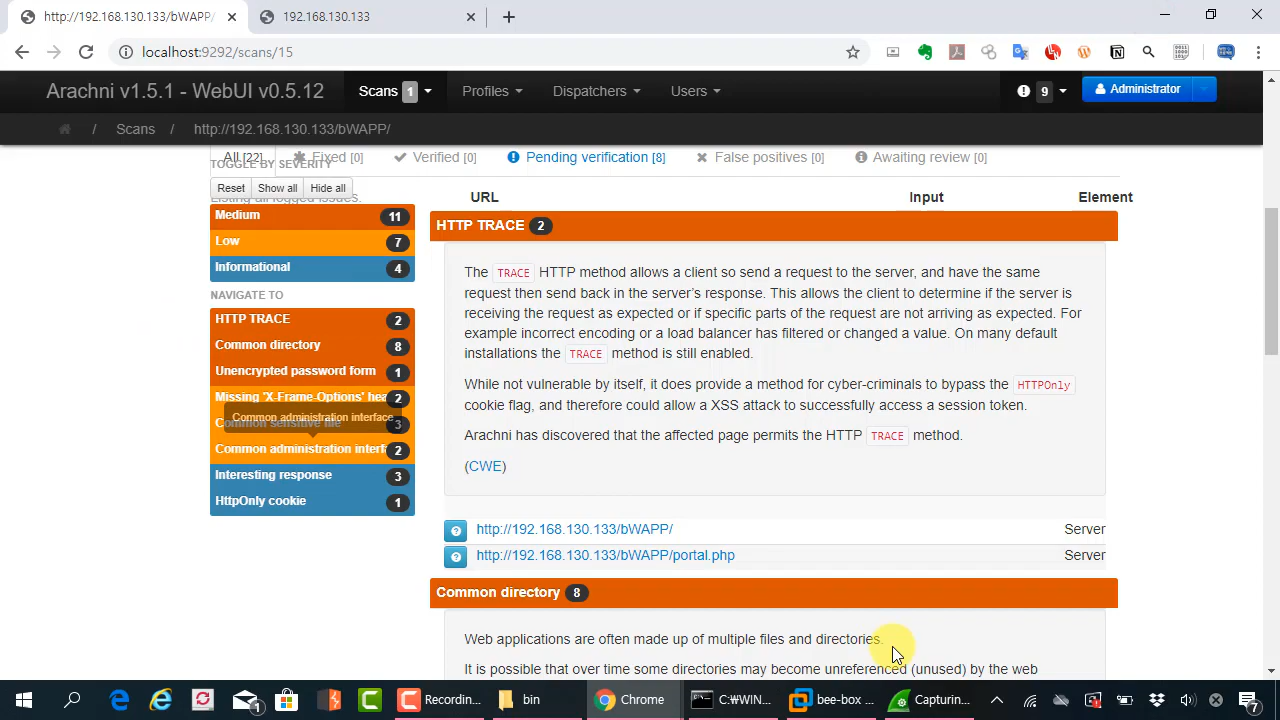 http://192.168.130.133/bWAPP/
192.168.130.133
localhost:9292/scans/15
Arachni v1.5.1 - WebUI v0.5.12
Scans 1
Profiles
Dispatchers
Users
9
Administrator
/ Scans / http://192.168.130.133/bWAPP/
All [22]
Fixed [0]
Verified [0]
Pending verification [8]
False positives [0]
Awaiting review [0]
TOGGLE BY SEVERITY
Reset
Show all
Hide all
Listing all logged issues.
URL
Input
Element
Medium 11
Low 7
Informational 4
NAVIGATE TO
HTTP TRACE 2
Common directory 8
Unencrypted password form 1
Missing 'X-Frame-Options' hea 2
Common administration interface
Common sensitive file 3
Common administration interf 2
Interesting response 3
HttpOnly cookie 1
HTTP TRACE 2
The TRACE HTTP method allows a client so send a request to the server, and have the same
request then send back in the server's response. This allows the client to determine if the server is
receiving the request as expected or if specific parts of the request are not arriving as expected. For
example incorrect encoding or a load balancer has filtered or changed a value. On many default
installations the TRACE method is still enabled.
While not vulnerable by itself, it does provide a method for cyber-criminals to bypass the HTTPOnly
cookie flag, and therefore could allow a XSS attack to successfully access a session token.
Arachni has discovered that the affected page permits the HTTP TRACE method.
(CWE)
http://192.168.130.133/bWAPP/ Server
http://192.168.130.133/bWAPP/portal.php Server
Common directory 8
Web applications are often made up of multiple files and directories.
It is possible that over time some directories may become unreferenced (unused) by the web
Recordin...
bin
Chrome
C:₩WIN...
bee-box ...
Capturin...
7